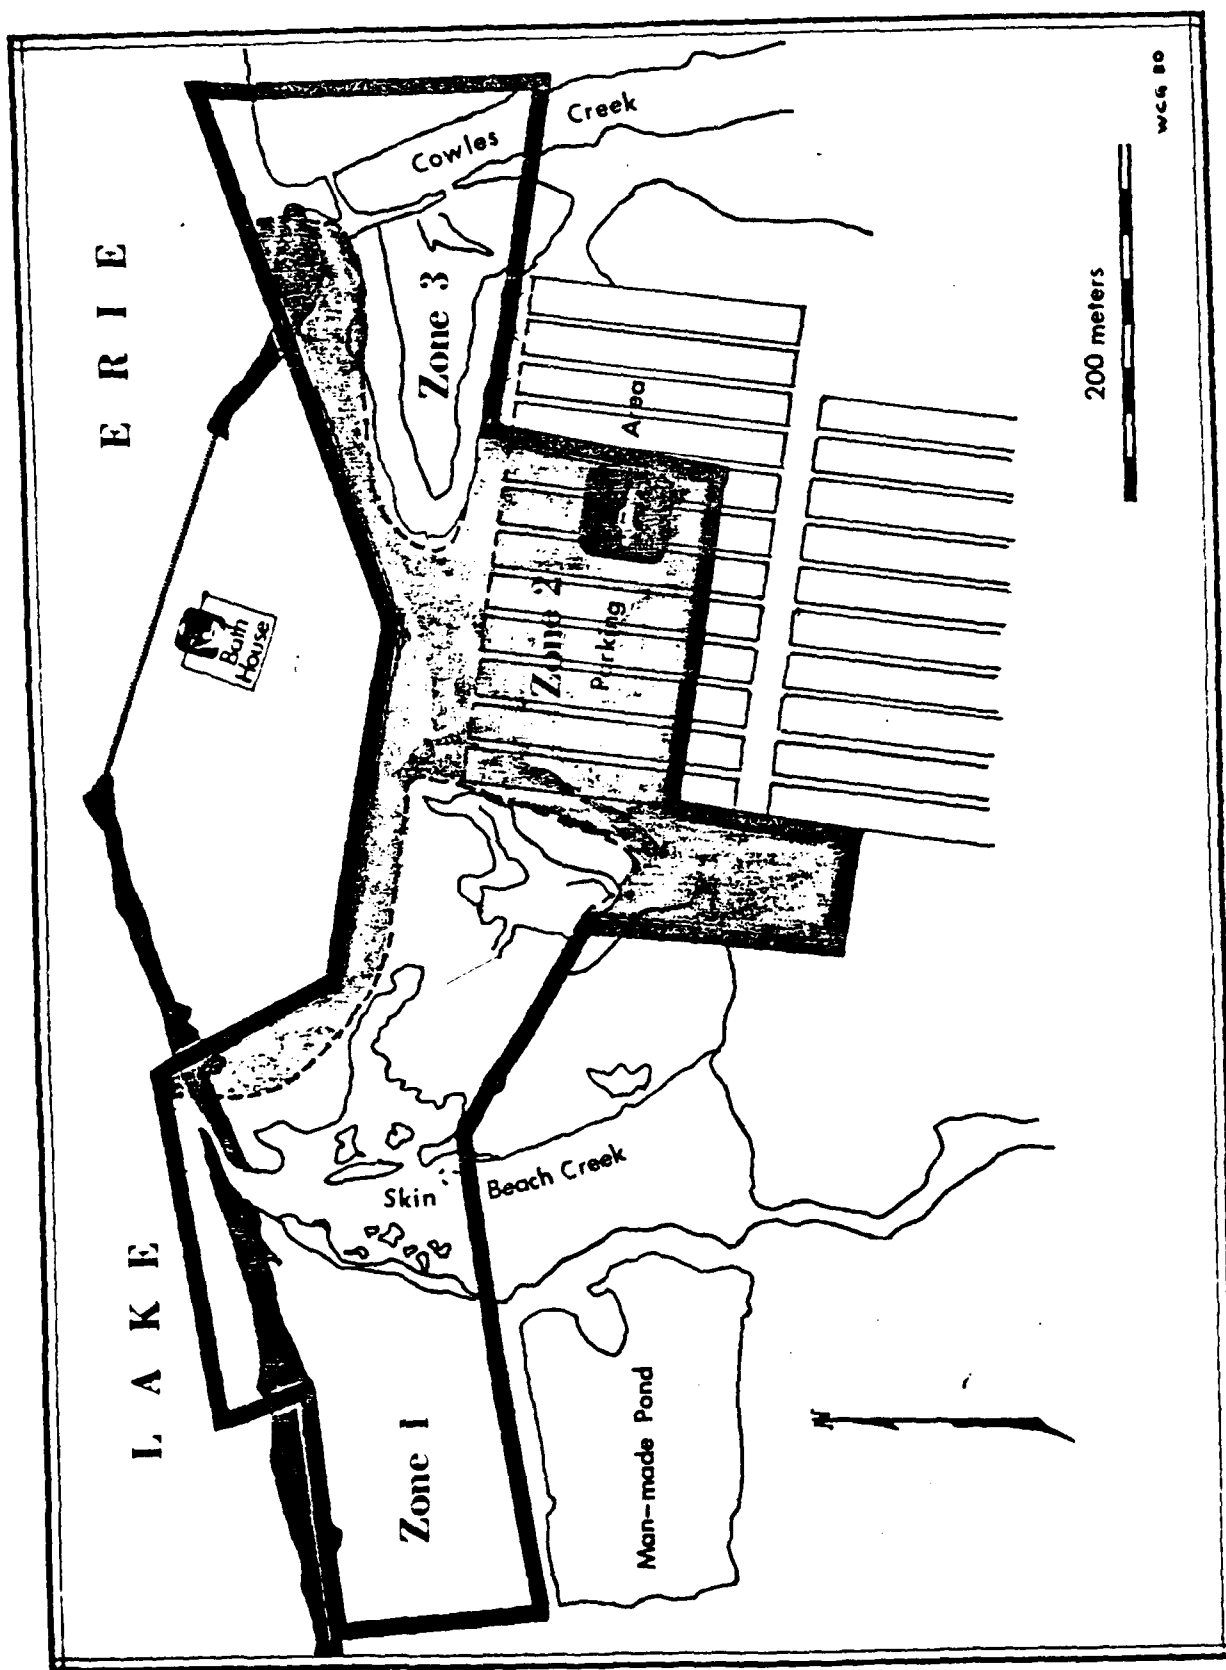 LAKE ERIE
Cowles Creek
Zone 3
Bath
House
Zone 2
Parking Area
Skin Beach Creek
Zone 1
Man-made Pond
N
200 meters
WCG 80